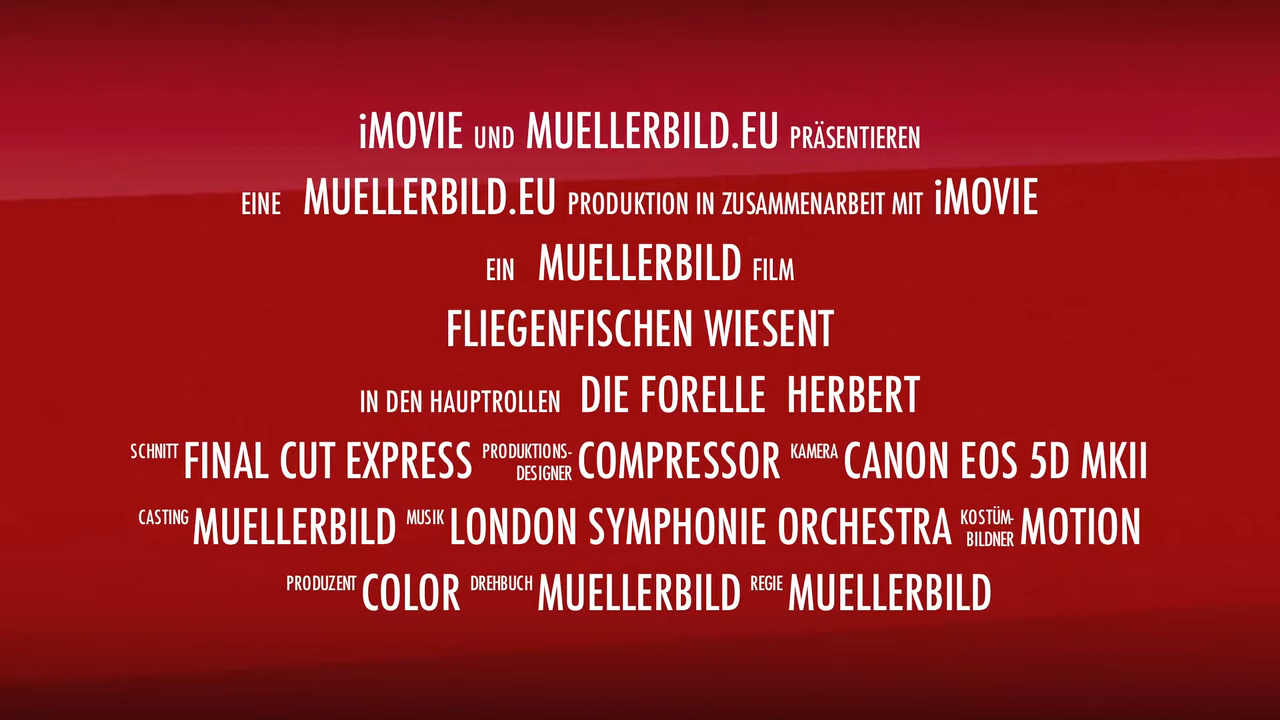 iMOVIE UND MUELLERBILD.EU PRÄSENTIEREN
EINE MUELLERBILD.EU PRODUKTION IN ZUSAMMENARBEIT MIT iMOVIE
EIN MUELLERBILD FILM
FLIEGENFISCHEN WIESENT
IN DEN HAUPTROLLEN DIE FORELLE HERBERT
SCHNITT FINAL CUT EXPRESS PRODUKTIONS-DESIGNER COMPRESSOR KAMERA CANON EOS 5D MKII
CASTING MUELLERBILD MUSIK LONDON SYMPHONIE ORCHESTRA KOSTÜM-BILDNER MOTION
PRODUZENT COLOR DREHBUCH MUELLERBILD REGIE MUELLERBILD